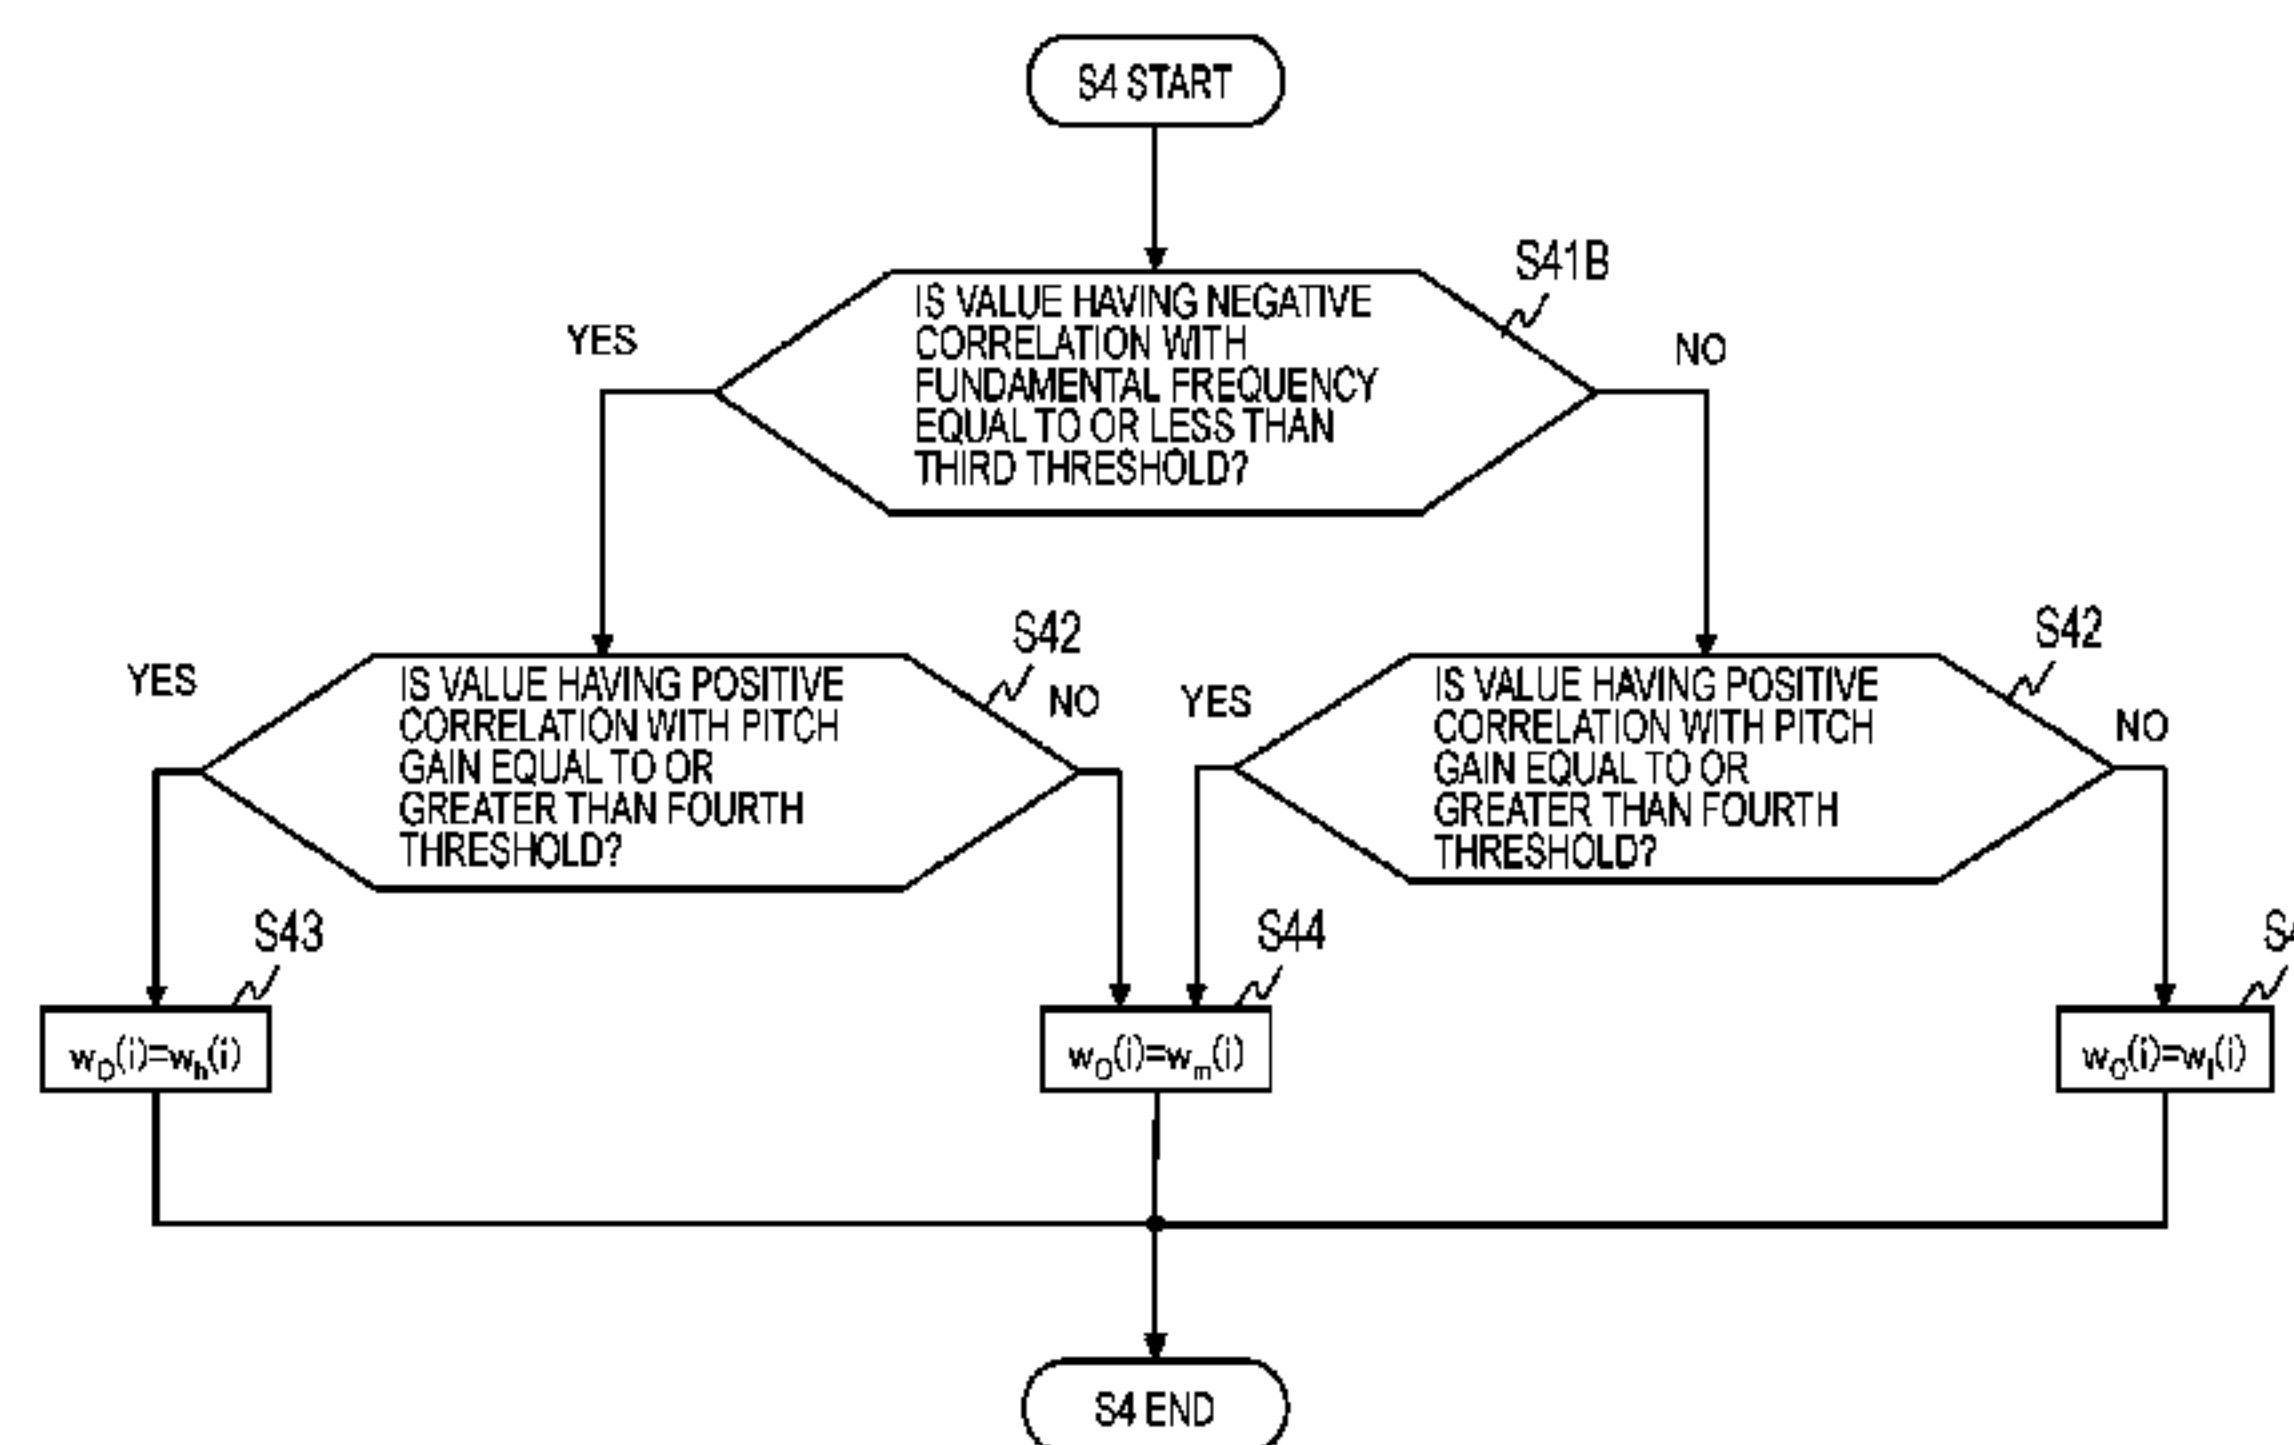 S4 START
S41B
IS VALUE HAVING NEGATIVE
CORRELATION WITH
FUNDAMENTAL FREQUENCY
EQUAL TO OR LESS THAN
THIRD THRESHOLD?
YES
NO
S42
YES
IS VALUE HAVING POSITIVE
CORRELATION WITH PITCH
GAIN EQUAL TO OR
GREATER THAN FOURTH
THRESHOLD?
NO
S42
YES
IS VALUE HAVING POSITIVE
CORRELATION WITH PITCH
GAIN EQUAL TO OR
GREATER THAN FOURTH
THRESHOLD?
NO
S43
wO(i)=wh(i)
S44
wO(i)=wm(i)
wO(i)=wl(i)
S4 END